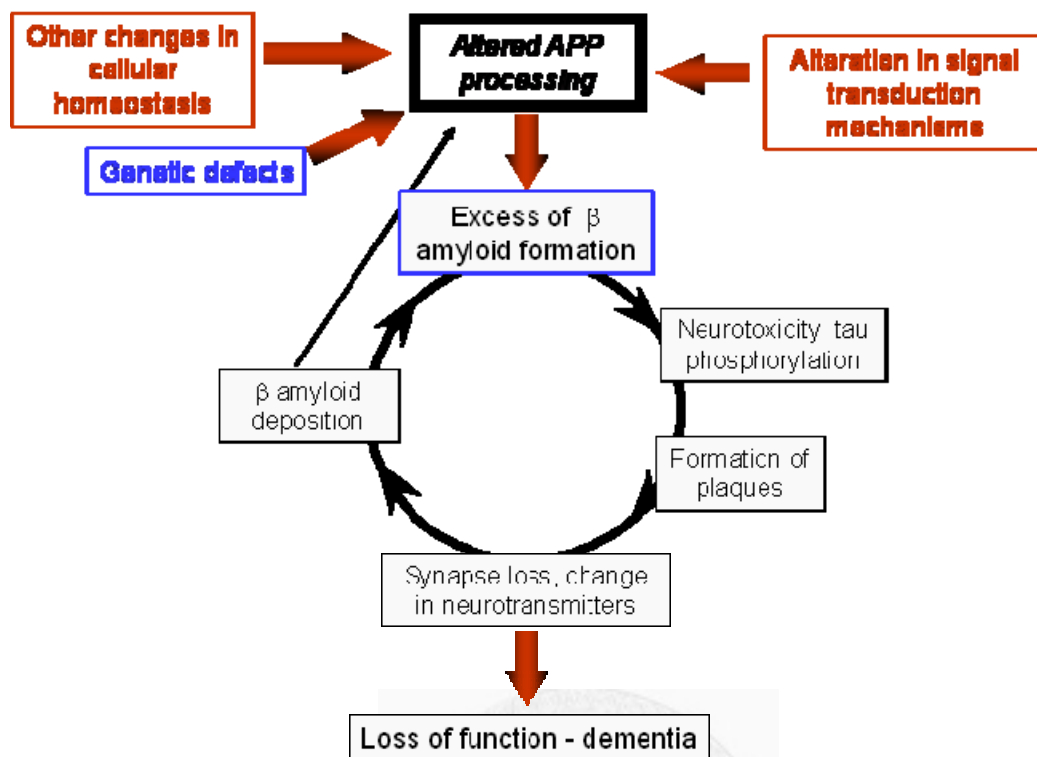 Other changes in
cellular
homeostasis
Altered APP
processing
Alteration in signal
transduction
mechanisms
Genetic defects
Excess of β
amyloid formation
Neurotoxicity tau
phosphorylation
β amyloid
deposition
Formation of
plaques
Synapse loss, change
in neurotransmitters
Loss of function - dementia